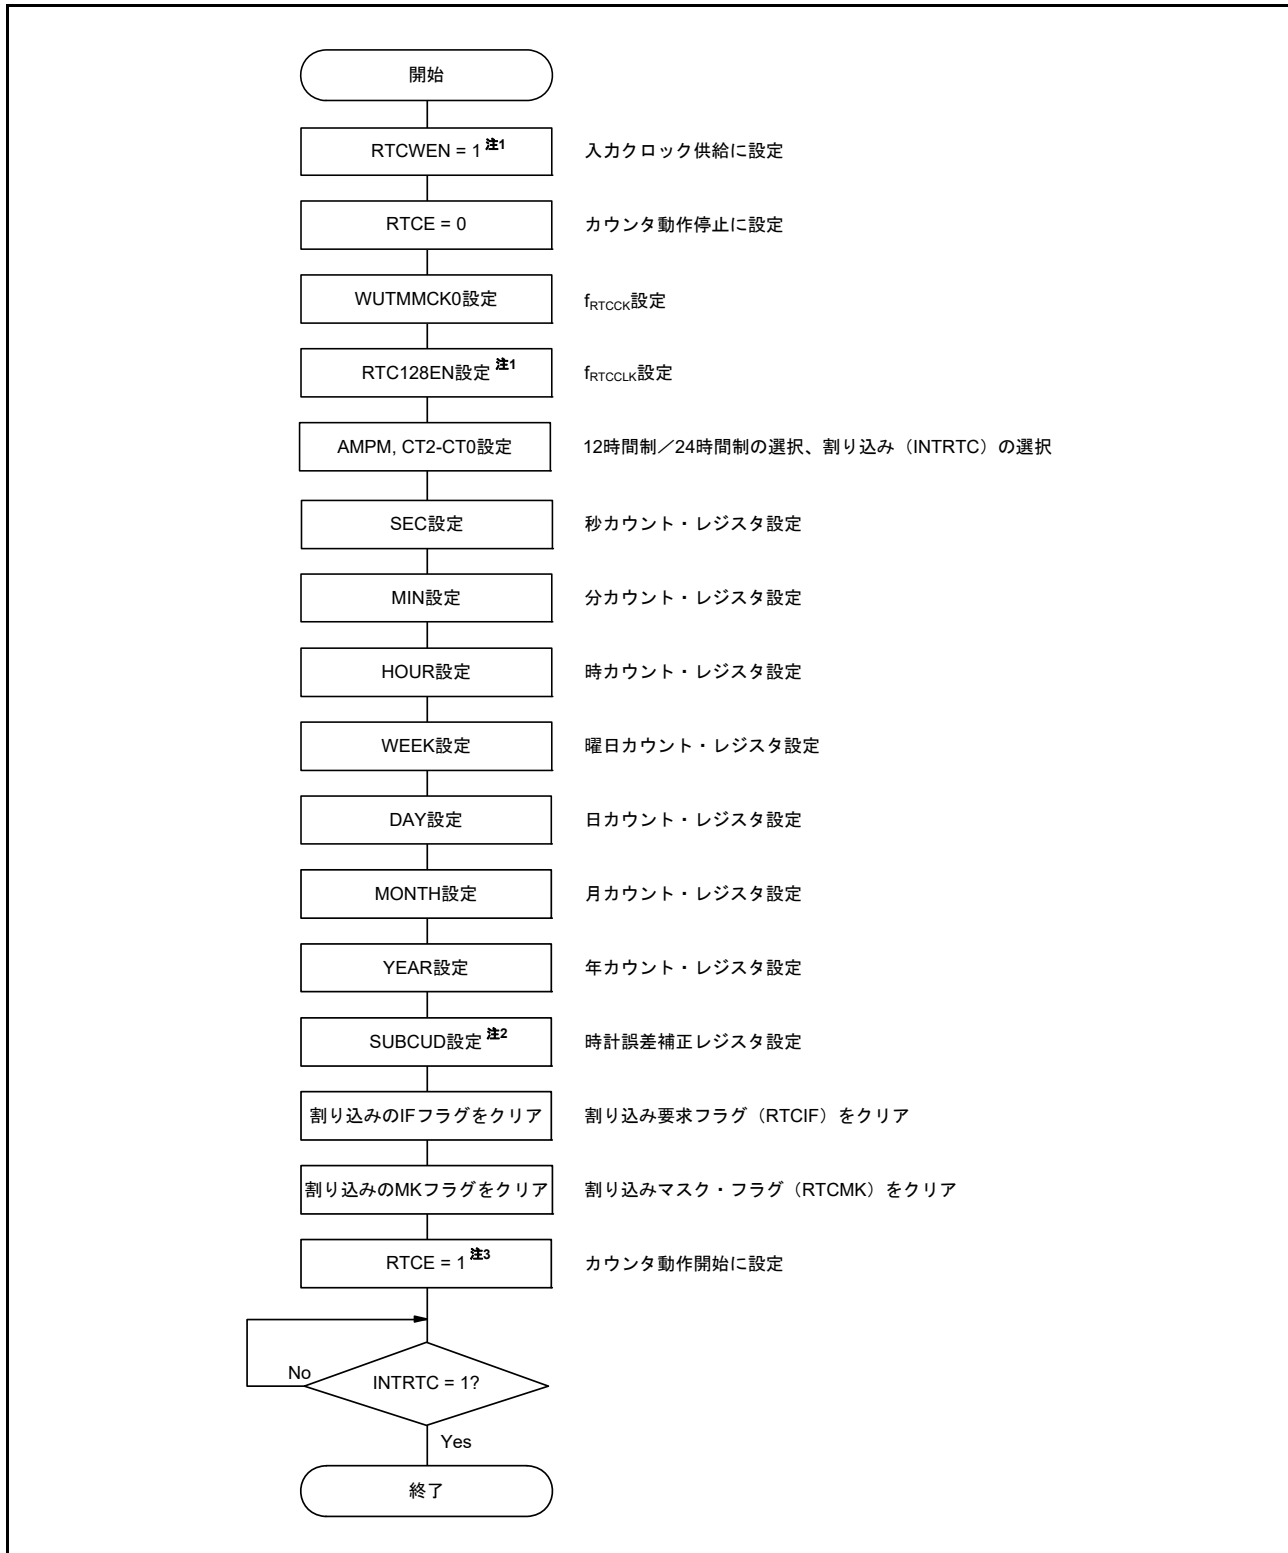 開始
RTCWEN = 1 注1 入力クロック供給に設定
RTCE = 0 カウンタ動作停止に設定
WUTMMCK0設定 fRTCCK設定
RTC128EN設定 注1 fRTCCLK設定
AMPM, CT2-CT0設定 12時間制／24時間制の選択、割り込み（INTRTC）の選択
SEC設定 秒カウント・レジスタ設定
MIN設定 分カウント・レジスタ設定
HOUR設定 時カウント・レジスタ設定
WEEK設定 曜日カウント・レジスタ設定
DAY設定 日カウント・レジスタ設定
MONTH設定 月カウント・レジスタ設定
YEAR設定 年カウント・レジスタ設定
SUBCUD設定 注2 時計誤差補正レジスタ設定
割り込みのIFフラグをクリア 割り込み要求フラグ（RTCIF）をクリア
割り込みのMKフラグをクリア 割り込みマスク・フラグ（RTCMK）をクリア
RTCE = 1 注3 カウンタ動作開始に設定
No
INTRTC = 1?
Yes
終了